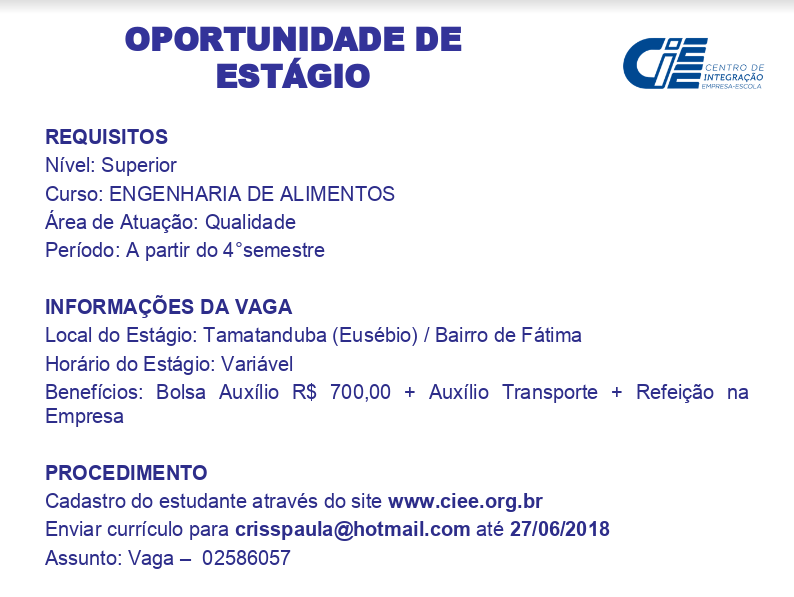 OPORTUNIDADE DE
ESTÁGIO
CIEE
CENTRO DE
INTEGRAÇÃO
EMPRESA-ESCOLA
REQUISITOS
Nível: Superior
Curso: ENGENHARIA DE ALIMENTOS
Área de Atuação: Qualidade
Período: A partir do 4°semestre
INFORMAÇÕES DA VAGA
Local do Estágio: Tamatanduba (Eusébio) / Bairro de Fátima
Horário do Estágio: Variável
Benefícios: Bolsa Auxílio R$ 700,00 + Auxílio Transporte + Refeição na
Empresa
PROCEDIMENTO
Cadastro do estudante através do site www.ciee.org.br
Enviar currículo para crisspaula@hotmail.com até 27/06/2018
Assunto: Vaga – 02586057